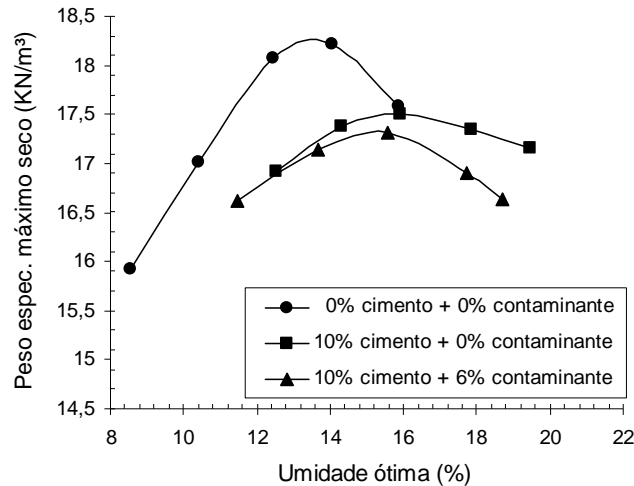 Peso espec. máximo seco (KN/m³)
18,5
18
17,5
17
16,5
16
15,5
15
14,5
0% cimento + 0% contaminante
10% cimento + 0% contaminante
10% cimento + 6% contaminante
8 10 12 14 16 18 20 22
Umidade ótima (%)